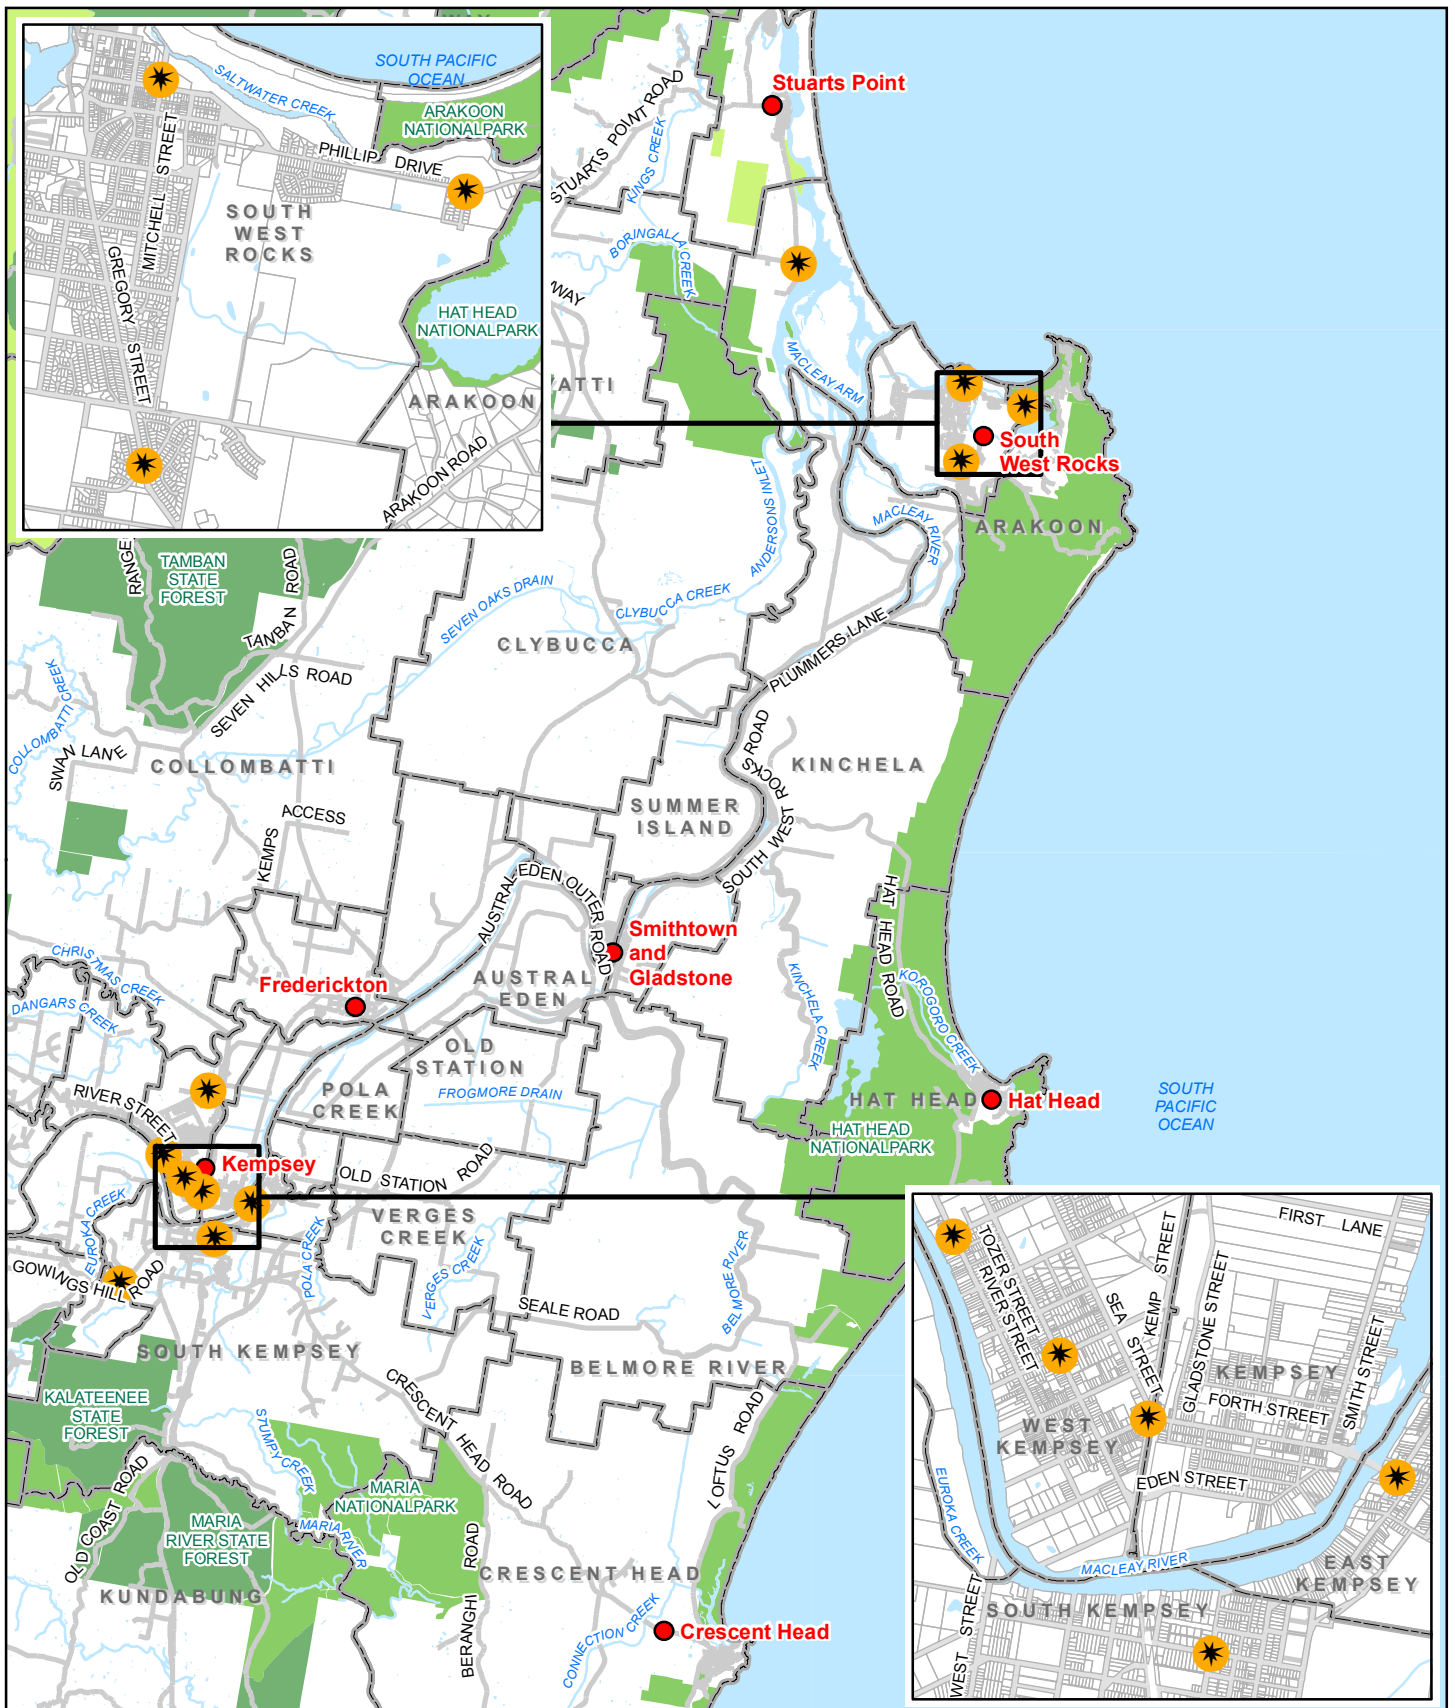 SOUTH PACIFIC
OCEAN
SALTWATER CREEK
ARAKOON
NATIONALPARK
PHILLIP DRIVE
MITCHELL STREET
SOUTH
WEST
ROCKS
GREGORY STREET
HAT HEAD
NATIONALPARK
ARAKOON
ARAKOON ROAD
Stuarts Point
STUARTS POINT ROAD
KINGS CREEK
BORINGALLA CREEK
WAY
YATTI
MACLEAY ARM
South
West Rocks
ANDERSONS INLET
MACLEAY RIVER
ARAKOON
TAMBAN
STATE
FOREST
RANGE
TAMBAN ROAD
SEVEN OAKS DRAIN
CLYBUCCA CREEK
CLYBUCCA
PLUMMERS LANE
COLLOMBATTI CREEK
SEVEN HILLS ROAD
SWAN LANE
COLLOMBATTI
SOUTH WEST ROCKS ROAD
KINCHELA
SUMMER
ISLAND
KEMPS ACCESS
AUSTRAL EDEN OUTER ROAD
HAT HEAD ROAD
Smithtown
and
Gladstone
CHRISTMAS CREEK
DANGARS CREEK
Frederickton
AUSTRAL
EDEN
KINCHELA CREEK
KOROGORO CREEK
OLD
STATION
POLA
CREEK
FROGMORE DRAIN
RIVER STREET
HAT HEAD
Hat Head
HAT HEAD
NATIONALPARK
SOUTH
PACIFIC
OCEAN
Kempsey
OLD STATION ROAD
EUROKA CREEK
VERGES
CREEK
POLA CREEK
VERGES CREEK
BELMORE RIVER
GOWINGS HILL ROAD
SEALE ROAD
SOUTH KEMPSEY
BELMORE RIVER
KALATEENEE
STATE
FOREST
CRESCENT HEAD ROAD
LOFTUS ROAD
STUMPY CREEK
OLD COAST ROAD
MARIA
NATIONALPARK
MARIA
RIVER STATE
FOREST
MARIA RIVER
KUNDABUNG
BERANGHI ROAD
CRESCENT HEAD
CONNECTION CREEK
Crescent Head
FIRST LANE
TOZER STREET
RIVER STREET
SEA STREET
KEMP STREET
GLADSTONE STREET
SMITH STREET
KEMPSEY
FORTH STREET
WEST
KEMPSEY
EDEN STREET
EUROKA CREEK
MACLEAY RIVER
EAST
KEMPSEY
SOUTH KEMPSEY
WEST STREET